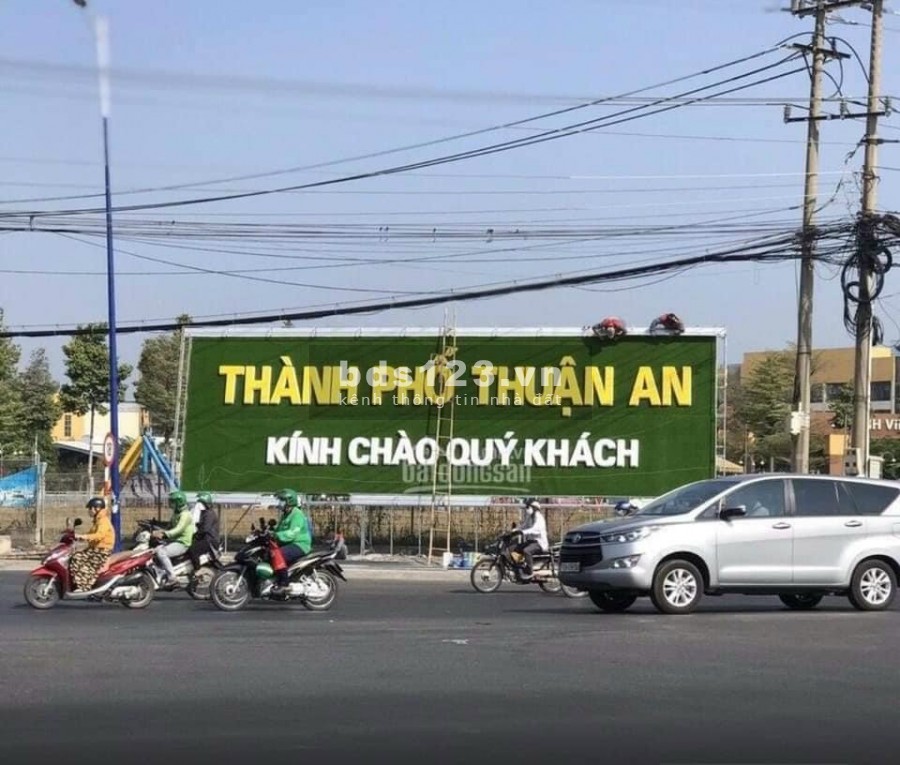 THÀNH PHỐ THUẬN AN
bds123.vn
kênh thông tin nhà đất
KÍNH CHÀO QUÝ KHÁCH
batdongsan